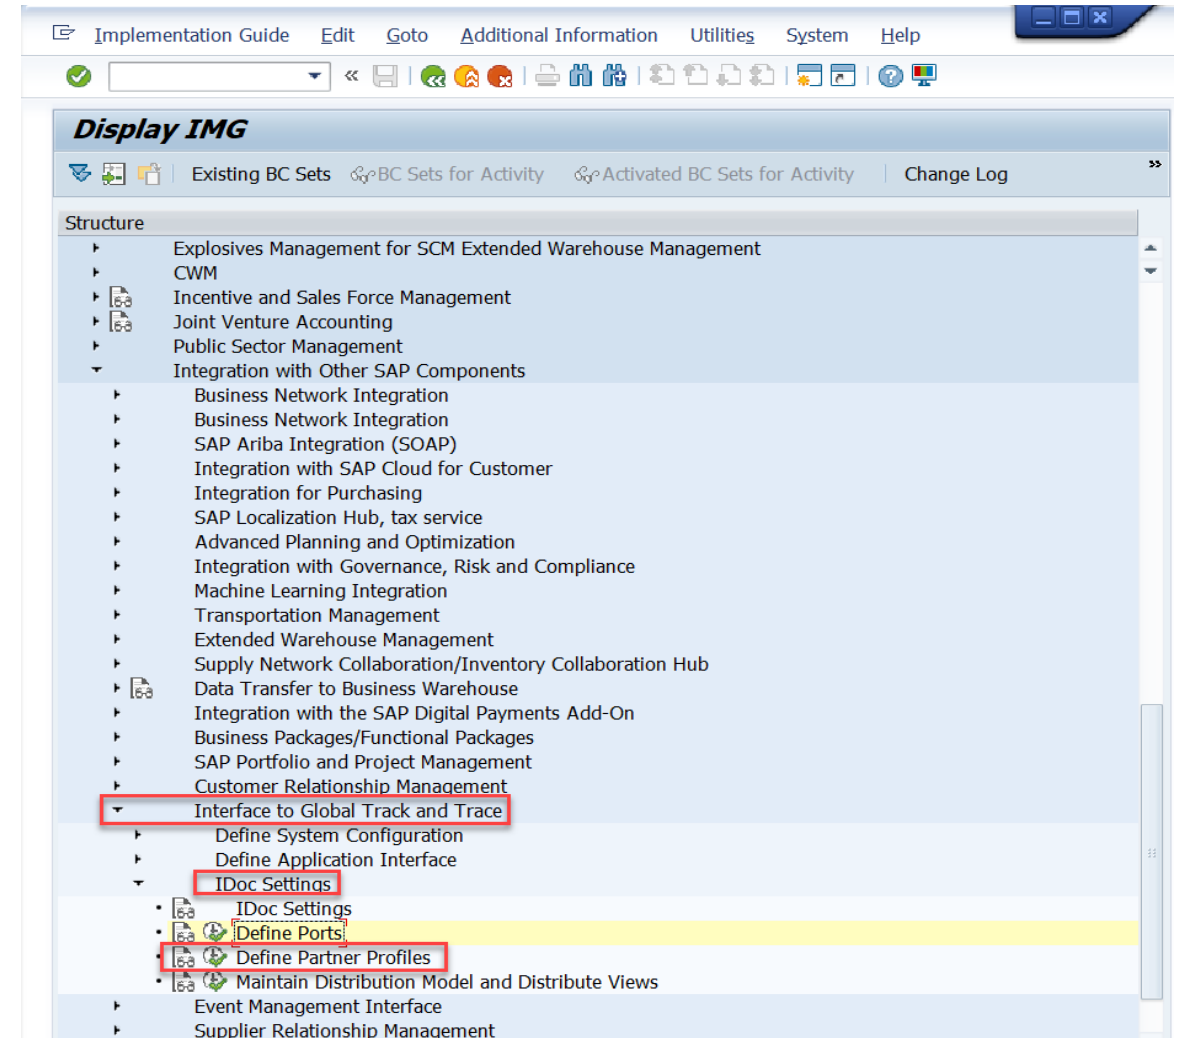 Implementation Guide Edit Goto Additional Information Utilities System Help
Display IMG
Existing BC Sets BC Sets for Activity Activated BC Sets for Activity Change Log
Structure
Explosives Management for SCM Extended Warehouse Management
CWM
Incentive and Sales Force Management
Joint Venture Accounting
Public Sector Management
Integration with Other SAP Components
Business Network Integration
Business Network Integration
SAP Ariba Integration (SOAP)
Integration with SAP Cloud for Customer
Integration for Purchasing
SAP Localization Hub, tax service
Advanced Planning and Optimization
Integration with Governance, Risk and Compliance
Machine Learning Integration
Transportation Management
Extended Warehouse Management
Supply Network Collaboration/Inventory Collaboration Hub
Data Transfer to Business Warehouse
Integration with the SAP Digital Payments Add-On
Business Packages/Functional Packages
SAP Portfolio and Project Management
Customer Relationship Management
Interface to Global Track and Trace
Define System Configuration
Define Application Interface
IDoc Settings
IDoc Settings
Define Ports
Define Partner Profiles
Maintain Distribution Model and Distribute Views
Event Management Interface
Supplier Relationship Management